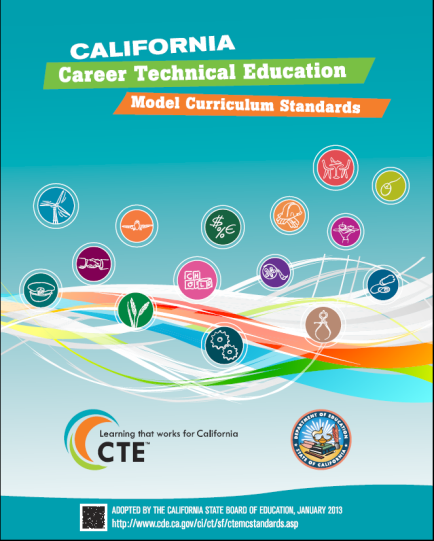 CALIFORNIA
Career Technical Education
Model Curriculum Standards
$
% €
Learning that works for California
CTE™
DEPARTMENT OF EDUCATION
STATE OF CALIFORNIA
ADOPTED BY THE CALIFORNIA STATE BOARD OF EDUCATION, JANUARY 2013
http://www.cde.ca.gov/ci/ct/sf/ctemcstandards.asp